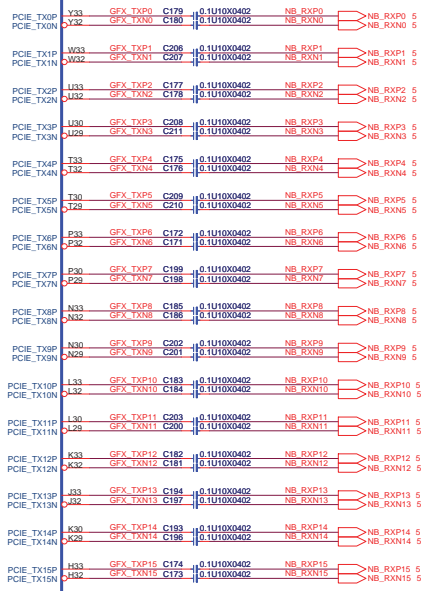 PCIE_TX0P Y33 GFX_TXP0 C179 0.1U10X0402 NB_RXP0 NB_RXP0 5
PCIE_TX0N Y32 GFX_TXN0 C180 0.1U10X0402 NB_RXN0 NB_RXN0 5
PCIE_TX1P W33 GFX_TXP1 C206 0.1U10X0402 NB_RXP1 NB_RXP1 5
PCIE_TX1N W32 GFX_TXN1 C207 0.1U10X0402 NB_RXN1 NB_RXN1 5
PCIE_TX2P U33 GFX_TXP2 C177 0.1U10X0402 NB_RXP2 NB_RXP2 5
PCIE_TX2N U32 GFX_TXN2 C178 0.1U10X0402 NB_RXN2 NB_RXN2 5
PCIE_TX3P U30 GFX_TXP3 C208 0.1U10X0402 NB_RXP3 NB_RXP3 5
PCIE_TX3N U29 GFX_TXN3 C211 0.1U10X0402 NB_RXN3 NB_RXN3 5
PCIE_TX4P T33 GFX_TXP4 C175 0.1U10X0402 NB_RXP4 NB_RXP4 5
PCIE_TX4N T32 GFX_TXN4 C176 0.1U10X0402 NB_RXN4 NB_RXN4 5
PCIE_TX5P T30 GFX_TXP5 C209 0.1U10X0402 NB_RXP5 NB_RXP5 5
PCIE_TX5N T29 GFX_TXN5 C210 0.1U10X0402 NB_RXN5 NB_RXN5 5
PCIE_TX6P P33 GFX_TXP6 C172 0.1U10X0402 NB_RXP6 NB_RXP6 5
PCIE_TX6N P32 GFX_TXN6 C171 0.1U10X0402 NB_RXN6 NB_RXN6 5
PCIE_TX7P P30 GFX_TXP7 C199 0.1U10X0402 NB_RXP7 NB_RXP7 5
PCIE_TX7N P29 GFX_TXN7 C198 0.1U10X0402 NB_RXN7 NB_RXN7 5
PCIE_TX8P N33 GFX_TXP8 C185 0.1U10X0402 NB_RXP8 NB_RXP8 5
PCIE_TX8N N32 GFX_TXN8 C186 0.1U10X0402 NB_RXN8 NB_RXN8 5
PCIE_TX9P N30 GFX_TXP9 C202 0.1U10X0402 NB_RXP9 NB_RXP9 5
PCIE_TX9N N29 GFX_TXN9 C201 0.1U10X0402 NB_RXN9 NB_RXN9 5
PCIE_TX10P L33 GFX_TXP10 C183 0.1U10X0402 NB_RXP10 NB_RXP10 5
PCIE_TX10N L32 GFX_TXN10 C184 0.1U10X0402 NB_RXN10 NB_RXN10 5
PCIE_TX11P L30 GFX_TXP11 C203 0.1U10X0402 NB_RXP11 NB_RXP11 5
PCIE_TX11N L29 GFX_TXN11 C200 0.1U10X0402 NB_RXN11 NB_RXN11 5
PCIE_TX12P K33 GFX_TXP12 C182 0.1U10X0402 NB_RXP12 NB_RXP12 5
PCIE_TX12N K32 GFX_TXN12 C181 0.1U10X0402 NB_RXN12 NB_RXN12 5
PCIE_TX13P J33 GFX_TXP13 C194 0.1U10X0402 NB_RXP13 NB_RXP13 5
PCIE_TX13N J32 GFX_TXN13 C197 0.1U10X0402 NB_RXN13 NB_RXN13 5
PCIE_TX14P K30 GFX_TXP14 C193 0.1U10X0402 NB_RXP14 NB_RXP14 5
PCIE_TX14N K29 GFX_TXN14 C196 0.1U10X0402 NB_RXN14 NB_RXN14 5
PCIE_TX15P H33 GFX_TXP15 C174 0.1U10X0402 NB_RXP15 NB_RXP15 5
PCIE_TX15N H32 GFX_TXN15 C173 0.1U10X0402 NB_RXN15 NB_RXN15 5